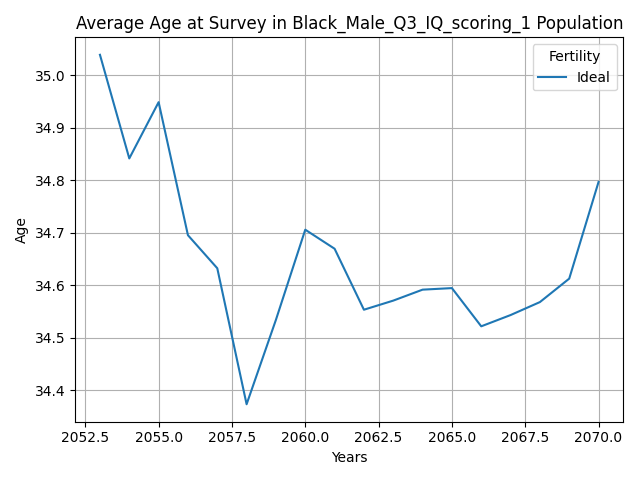 Average Age at Survey in Black_Male_Q3_IQ_scoring_1 Population
Fertility
Ideal
35.0
34.9
34.8
34.7
34.6
34.5
34.4
Age
2052.5 2055.0 2057.5 2060.0 2062.5 2065.0 2067.5 2070.0
Years